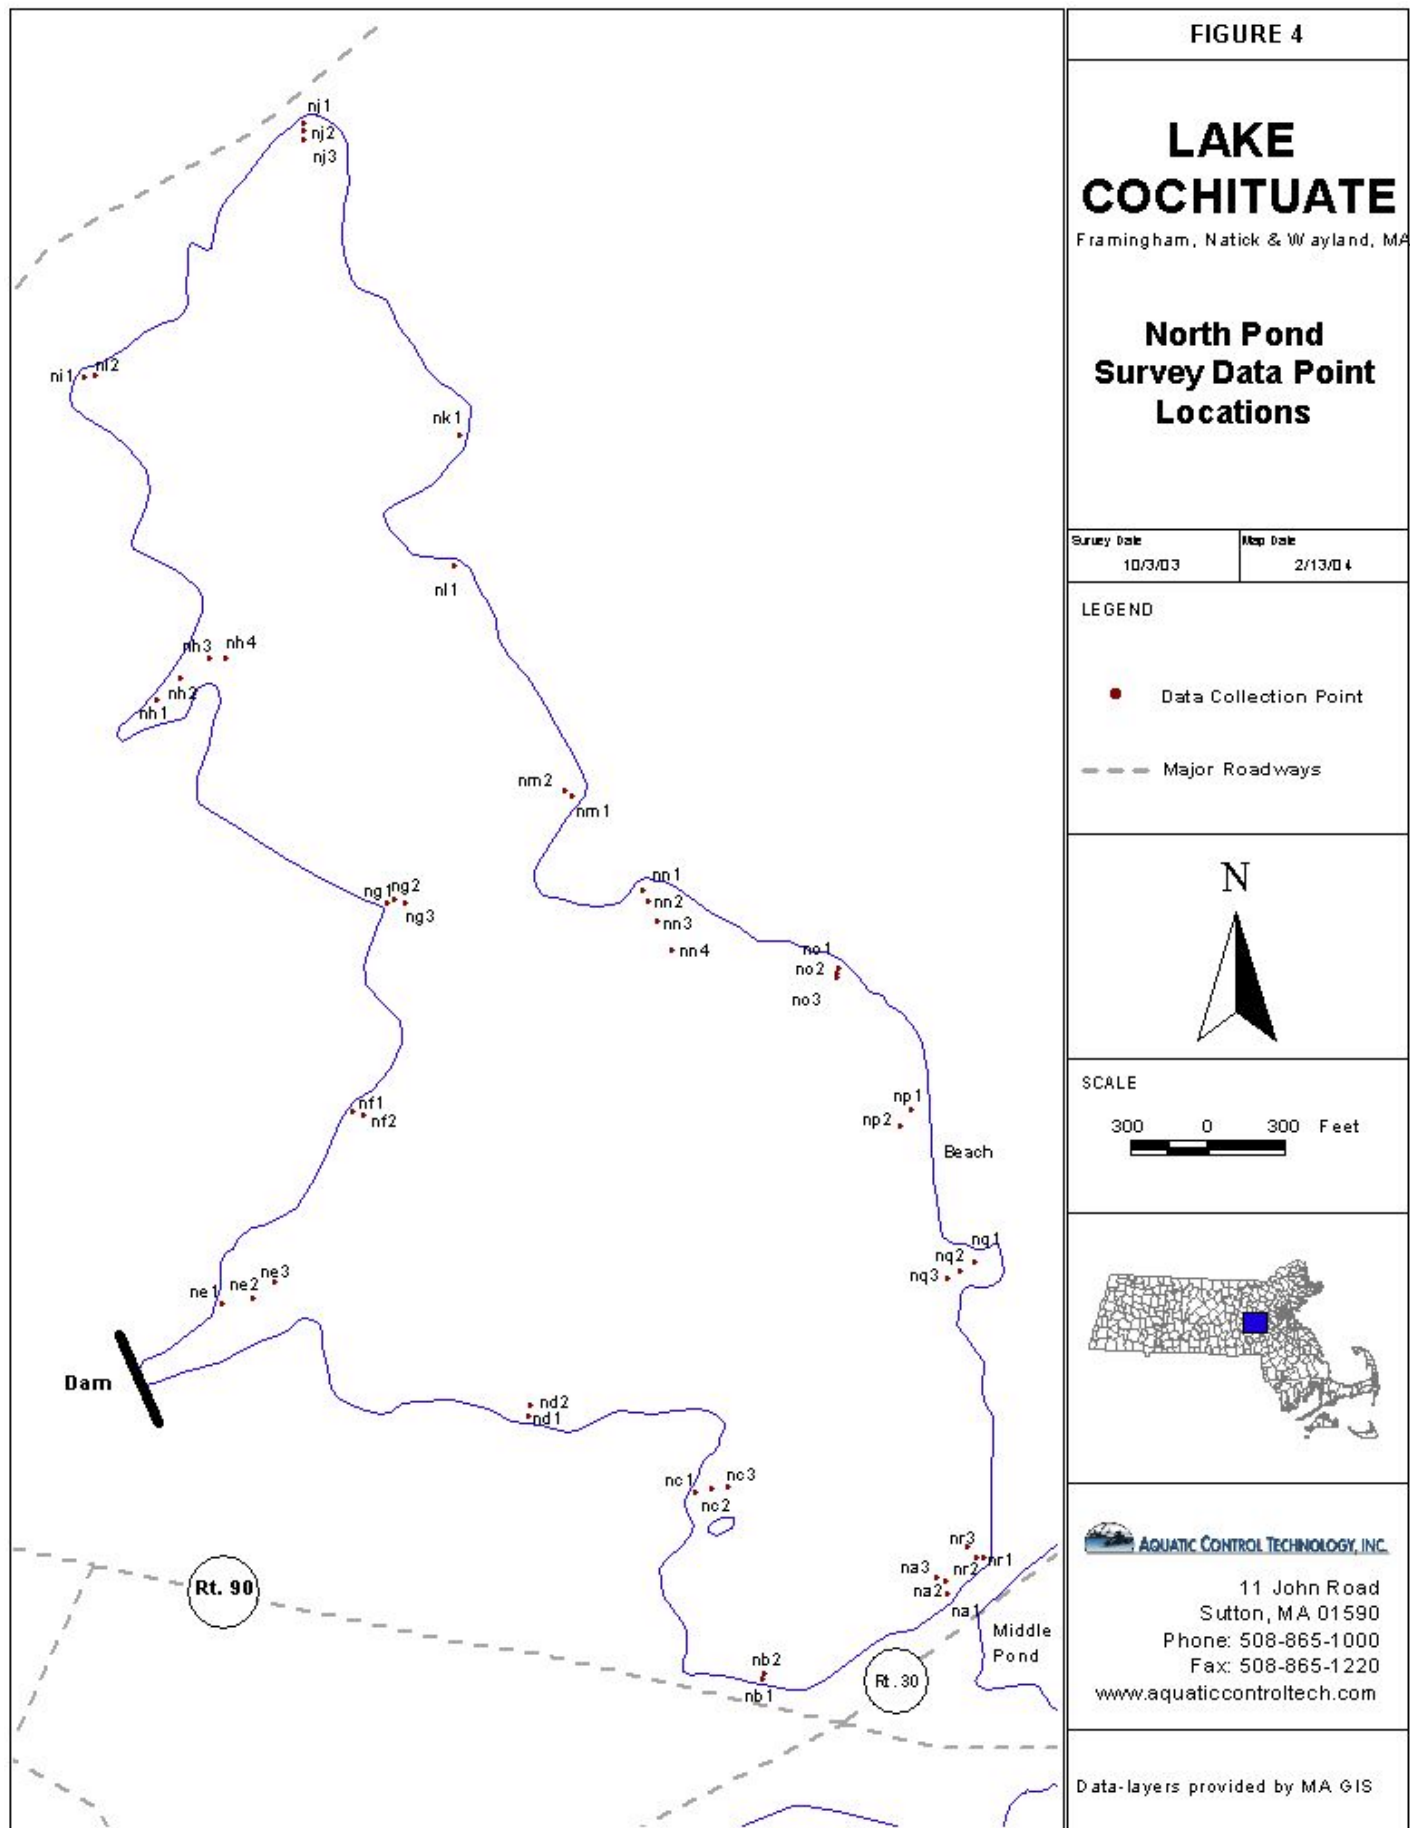 FIGURE 4
LAKE
COCHITUATE
Framingham, Natick & Wayland, MA
North Pond
Survey Data Point
Locations
Survey Date
10/3/03
Map Date
2/13/04
LEGEND
Data Collection Point
Major Roadways
N
SCALE
300 0 300 Feet
AQUATIC CONTROL TECHNOLOGY, INC.
11 John Road
Sutton, MA 01590
Phone: 508-865-1000
Fax: 508-865-1220
www.aquaticcontroltech.com
Data-layers provided by MA GIS
nj1
nj2
nj3
ni1
ni2
nk1
nl1
nh3
nh4
nh2
nh1
nm2
nm1
nn1
nn2
nn3
nn4
ng1
ng2
ng3
no1
no2
no3
nf1
nf2
np1
np2
Beach
nq1
nq2
nq3
ne1
ne2
ne3
Dam
nd2
nd1
nc1
nc3
nc2
nr3
nr1
nr2
na3
na2
na1
Rt. 90
Middle
Pond
nb2
nb1
Rt. 30